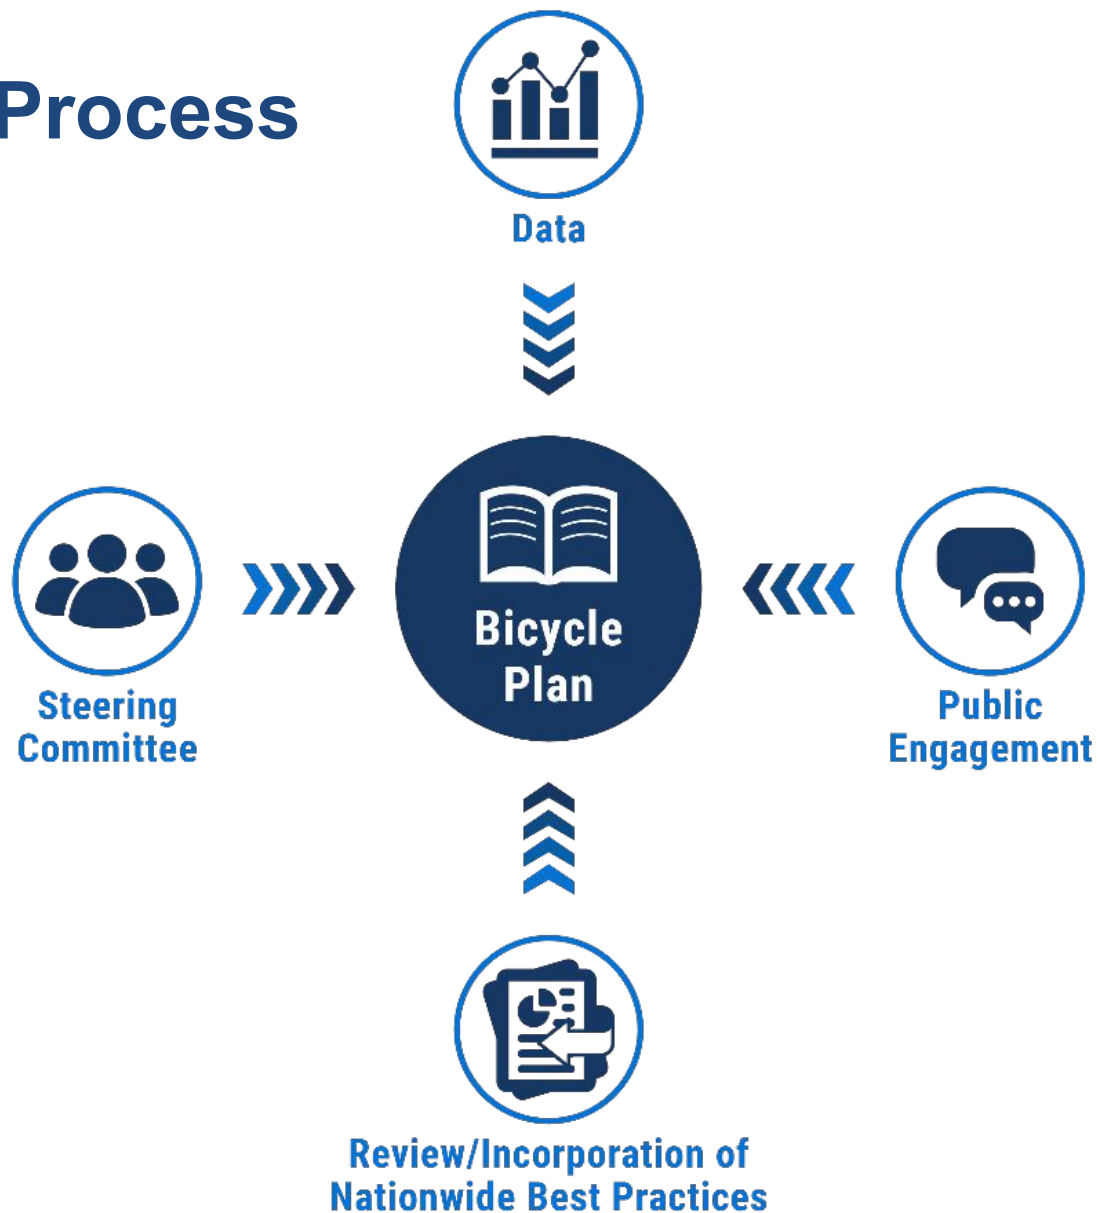 Process
Data
Bicycle
Plan
Steering
Committee
Public
Engagement
Review/Incorporation of
Nationwide Best Practices